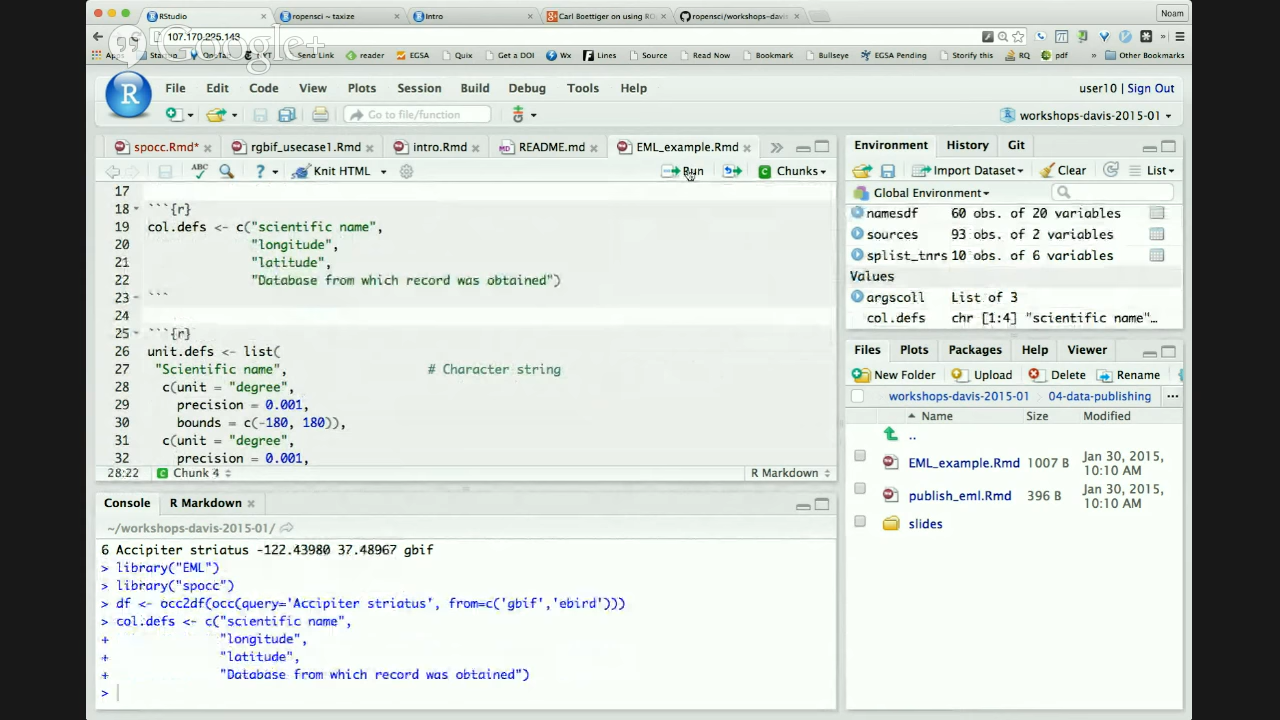 RStudio
ropensci ~ taxize
Intro
Carl Boettiger on using RO
ropensci/workshops-davis
Noam
107.170.225.143
Google+
Apps
EGSA
YT
Send Link
reader
EGSA
Quix
Get a DOI
Wx
Lines
Source
Read Now
Bookmark
Bullseye
EGSA Pending
Storify this
RQ
pdf
Other Bookmarks
R
File Edit View Plots Session Build Debug Tools Help
user10 | Sign Out
Go to file/function
workshops-davis-2015-01
spocc.Rmd* rgbif_usecase1.Rmd intro.Rmd README.md EML_example.Rmd
ABC Knit HTML Run Chunks
17
18 ```{r}
19 col.defs <- c("scientific name",
20 "longitude",
21 "latitude",
22 "Database from which record was obtained")
23 ```
24
25 ```{r}
26 unit.defs <- list(
27 "Scientific name", # Character string
28 c(unit = "degree",
29 precision = 0.001,
30 bounds = c(-180, 180)),
31 c(unit = "degree",
32 precision = 0.001,
28:22 Chunk 4 R Markdown
Console R Markdown
~/workshops-davis-2015-01/
6 Accipiter striatus -122.43980 37.48967 gbif
> library("EML")
> library("spocc")
> df <- occ2df(occ(query='Accipiter striatus', from=c('gbif','ebird')))
> col.defs <- c("scientific name",
+ "longitude",
+ "latitude",
+ "Database from which record was obtained")
>
Environment History Git
Import Dataset Clear List
Global Environment
namesdf 60 obs. of 20 variables
sources 93 obs. of 2 variables
splist_tnrs 10 obs. of 6 variables
Values
argscoll List of 3
col.defs chr [1:4] "scientific name"…
Files Plots Packages Help Viewer
New Folder Upload Delete Rename
workshops-davis-2015-01 04-data-publishing ...
Name Size Modified
..
EML_example.Rmd 1007 B Jan 30, 2015, 10:10 AM
publish_eml.Rmd 396 B Jan 30, 2015, 10:10 AM
slides